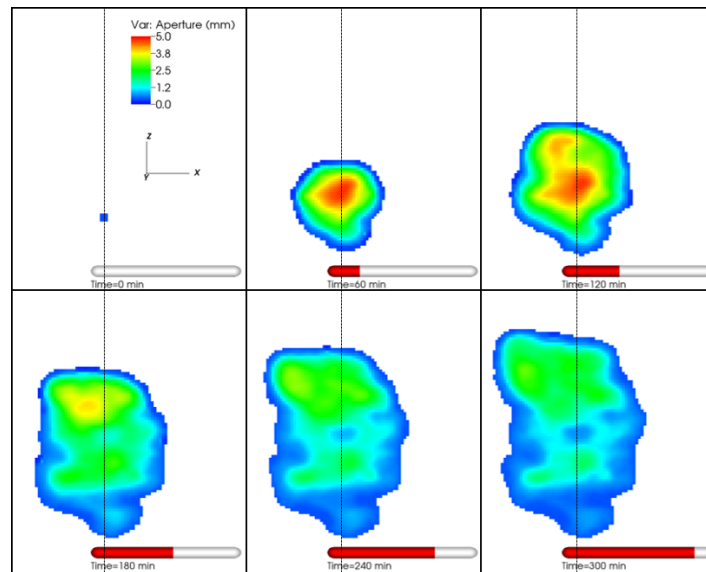 Var: Aperture (mm)
5.0
3.8
2.5
1.2
0.0
Z
X
Y
Time=0 min
Time=60 min
Time=120 min
Time=180 min
Time=240 min
Time=300 min